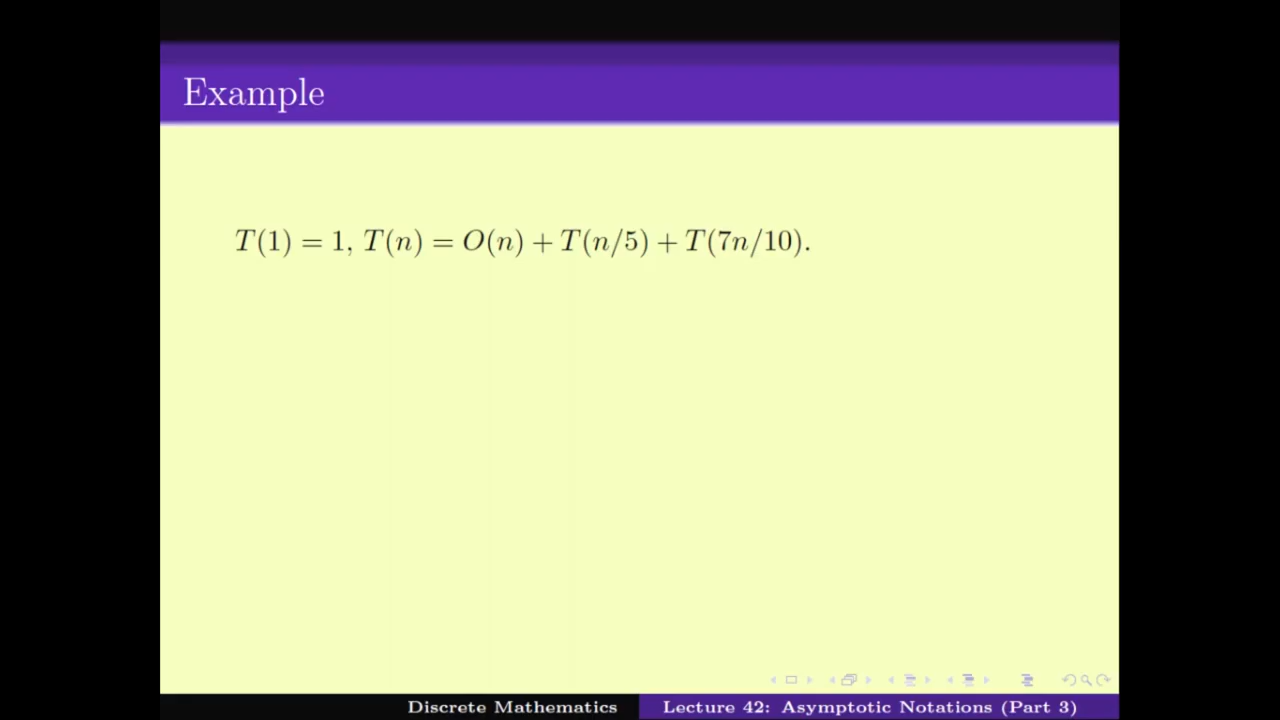 Example
T(1) = 1, T(n) = O(n) + T(n/5) + T(7n/10).
Discrete Mathematics
Lecture 42: Asymptotic Notations (Part 3)